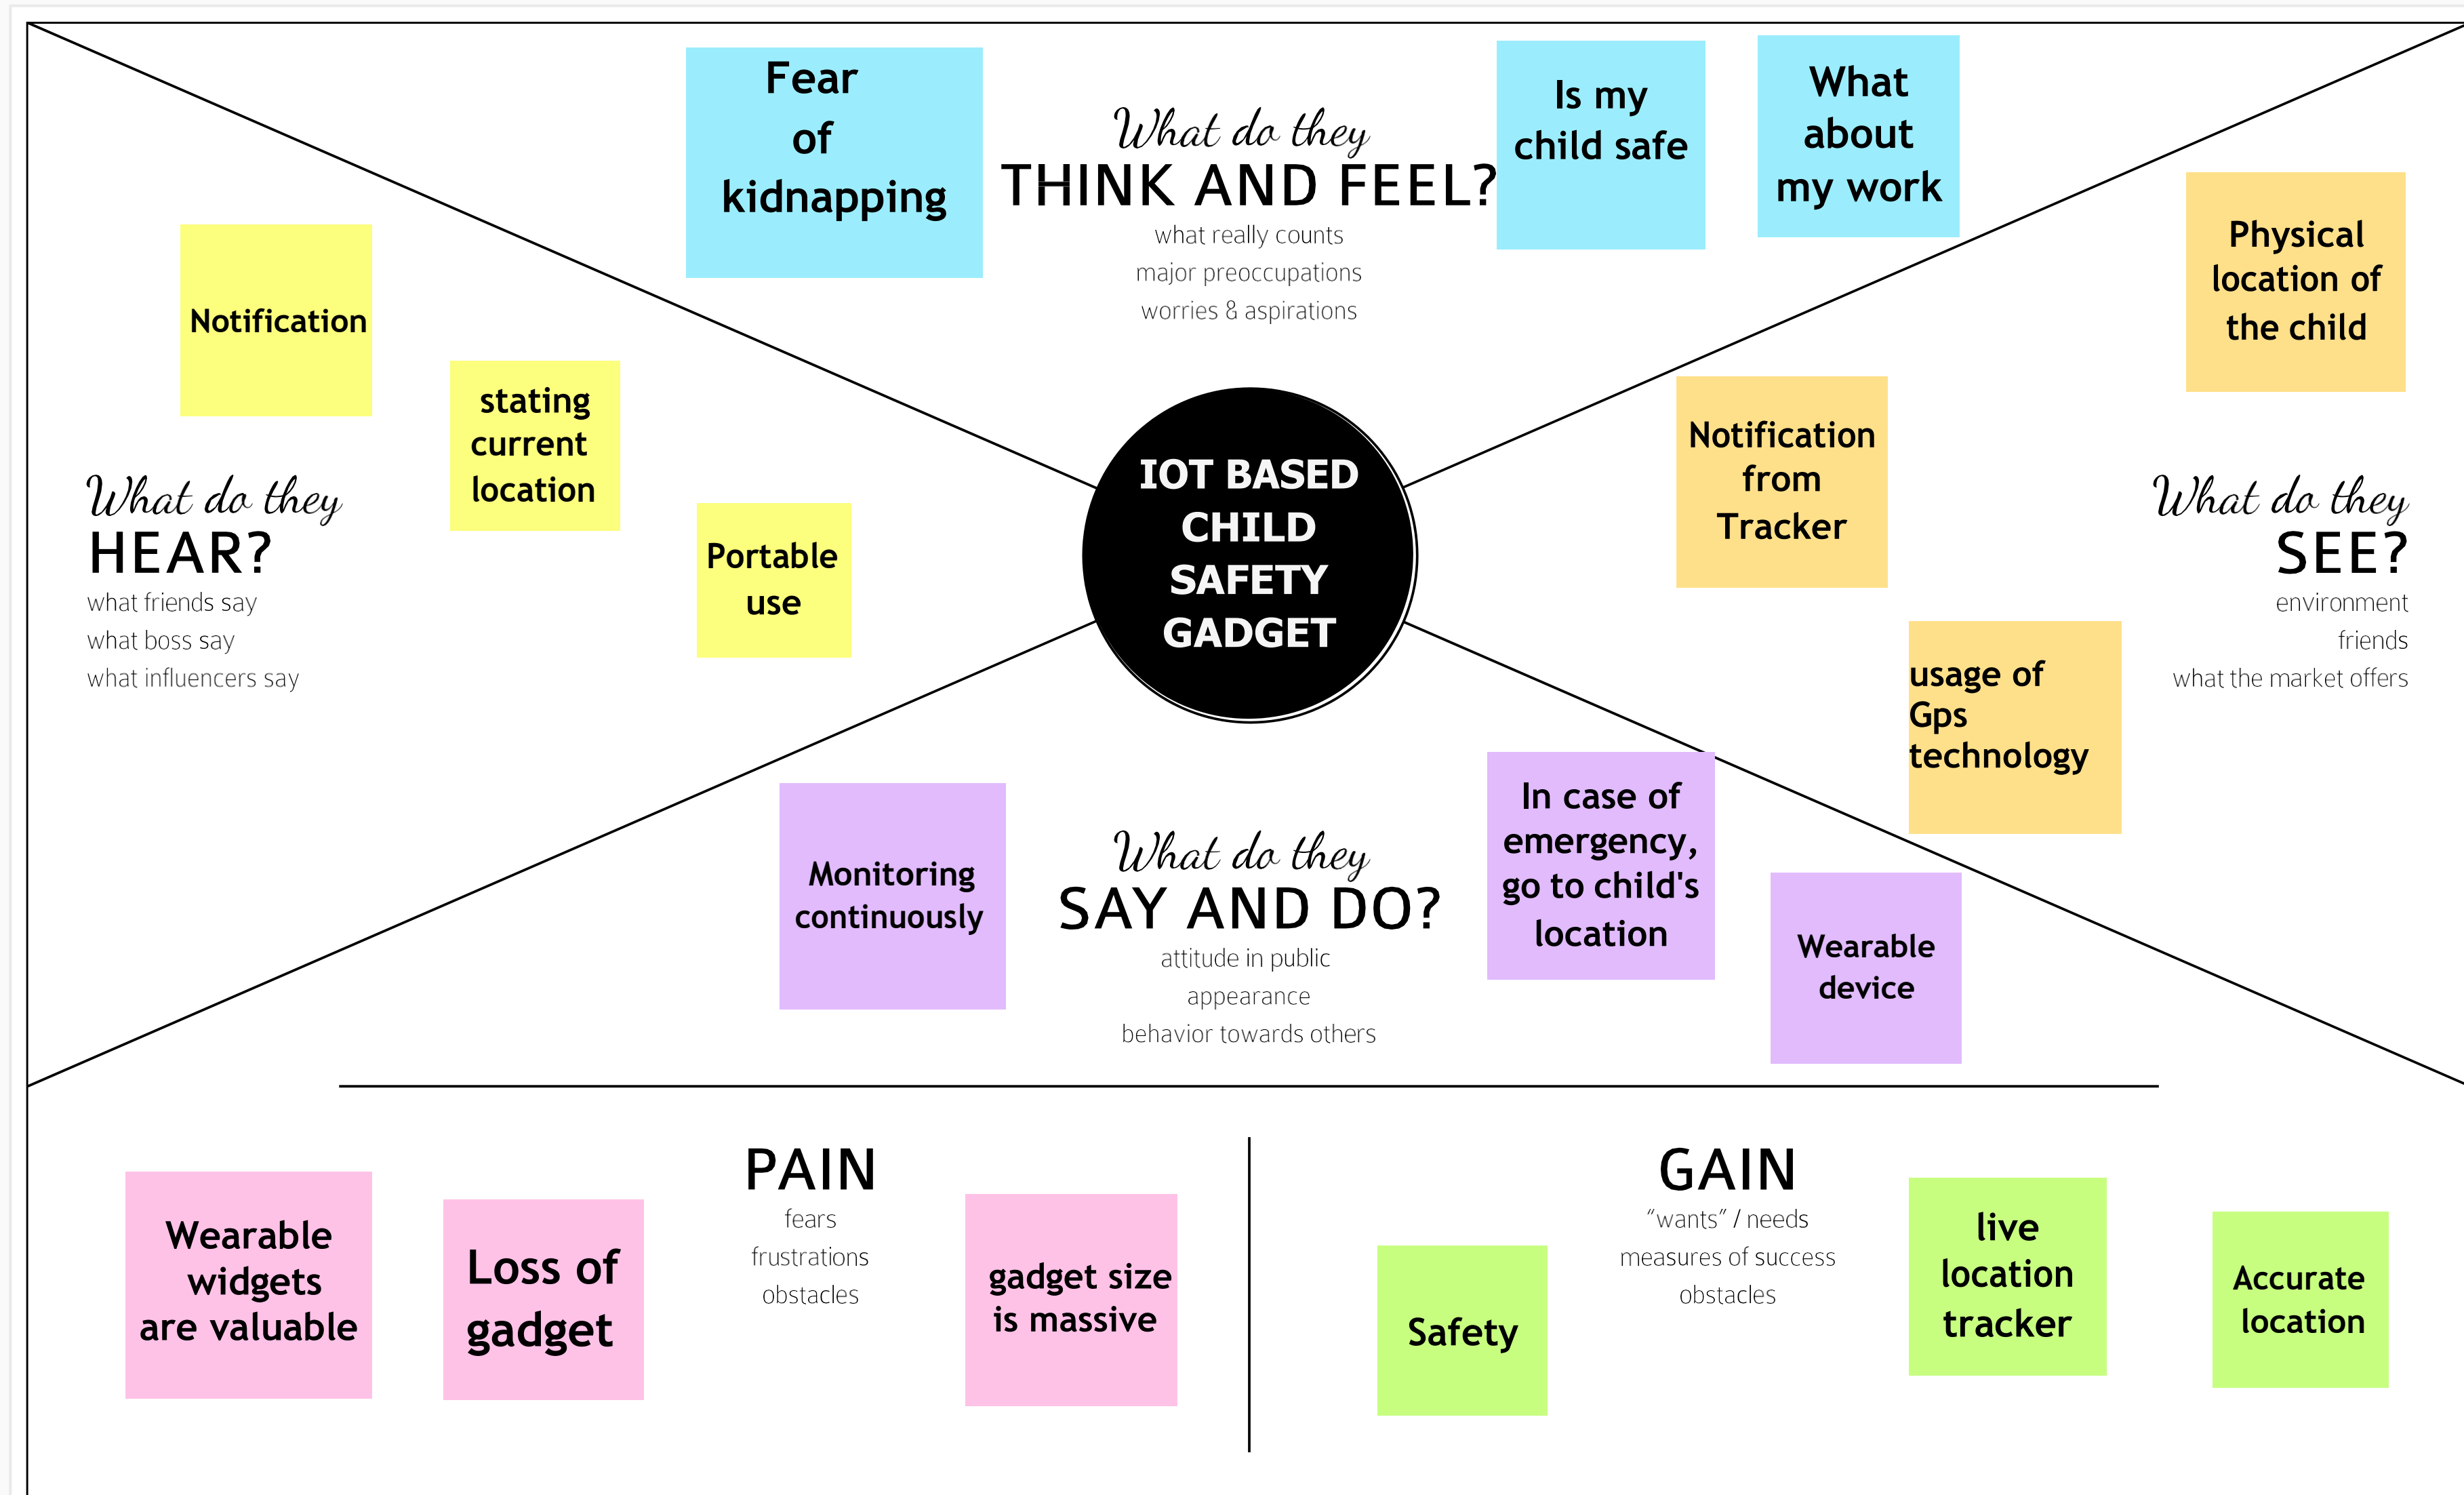 Fear
of
kidnapping
What do they
THINK AND FEEL?
what really counts
major preoccupations
worries & aspirations
Is my
child safe
What
about
my work
Notification
stating
current
location
Portable
use
What do they
HEAR?
what friends say
what boss say
what influencers say
IOT BASED
CHILD
SAFETY
GADGET
Physical
location of
the child
Notification
from
Tracker
usage of
Gps
technology
What do they
SEE?
environment
friends
what the market offers
Monitoring
continuously
What do they
SAY AND DO?
attitude in public
appearance
behavior towards others
In case of
emergency,
go to child's
location
Wearable
device
PAIN
fears
frustrations
obstacles
Wearable
widgets
are valuable
Loss of
gadget
gadget size
is massive
GAIN
“wants” / needs
measures of success
obstacles
Safety
live
location
tracker
Accurate
location